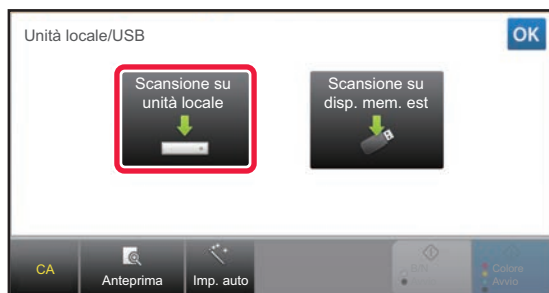 Unità locale/USB
OK
Scansione su
unità locale
Scansione su
disp. mem. est
CA
Anteprima
Imp. auto
B/N
Colore
Avvio